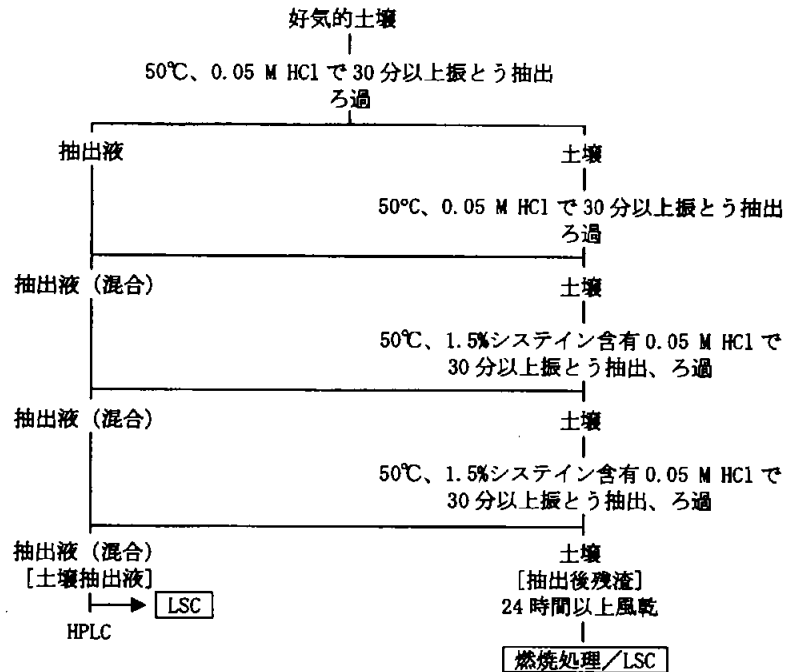 好気的土壌
50℃、0.05 M HCl で 30 分以上振とう抽出
ろ過
抽出液
土壌
50℃、0.05 M HCl で 30 分以上振とう抽出
ろ過
抽出液（混合）
土壌
50℃、1.5%システイン含有 0.05 M HCl で
30 分以上振とう抽出、ろ過
抽出液（混合）
土壌
50℃、1.5%システイン含有 0.05 M HCl で
30 分以上振とう抽出、ろ過
抽出液（混合）
[土壌抽出液]
LSC
HPLC
土壌
[抽出後残渣]
24 時間以上風乾
燃焼処理／LSC